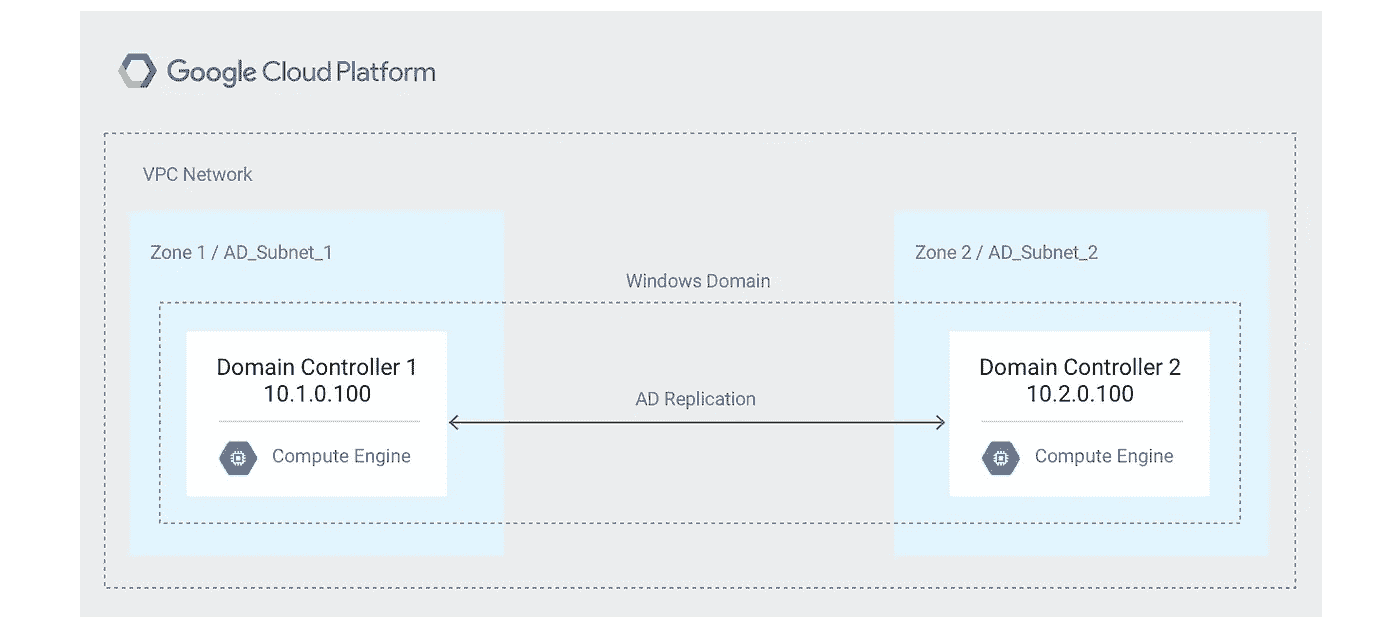 Google Cloud Platform
VPC Network
Zone 1 / AD_Subnet_1
Zone 2 / AD_Subnet_2
Windows Domain
Domain Controller 1
10.1.0.100
Compute Engine
AD Replication
Domain Controller 2
10.2.0.100
Compute Engine